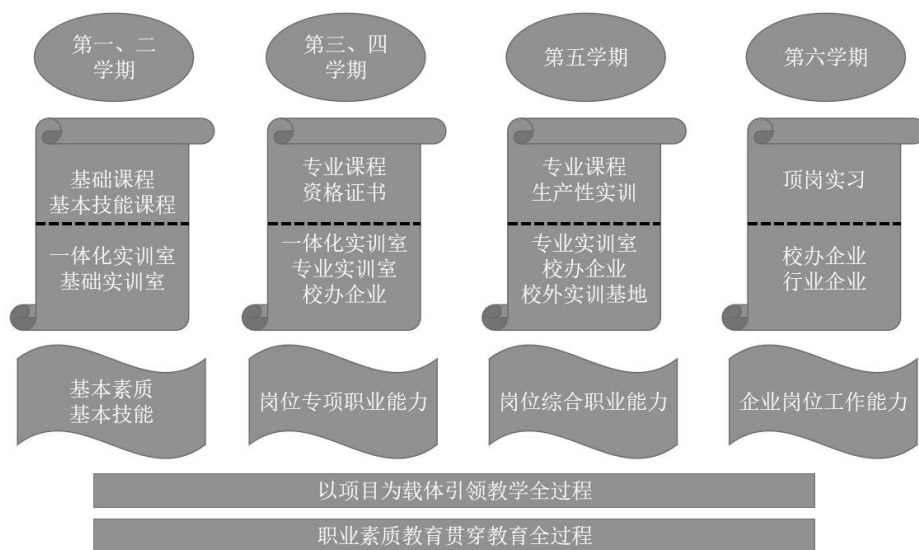 第一、二
学期
第三、四
学期
第五学期
第六学期
基础课程
基本技能课程
专业课程
资格证书
专业课程
生产性实训
顶岗实习
一体化实训室
基础实训室
一体化实训室
专业实训室
校办企业
专业实训室
校办企业
校外实训基地
校办企业
行业企业
基本素质
基本技能
岗位专项职业能力
岗位综合职业能力
企业岗位工作能力
以项目为载体引领教学全过程
职业素质教育贯穿教育全过程